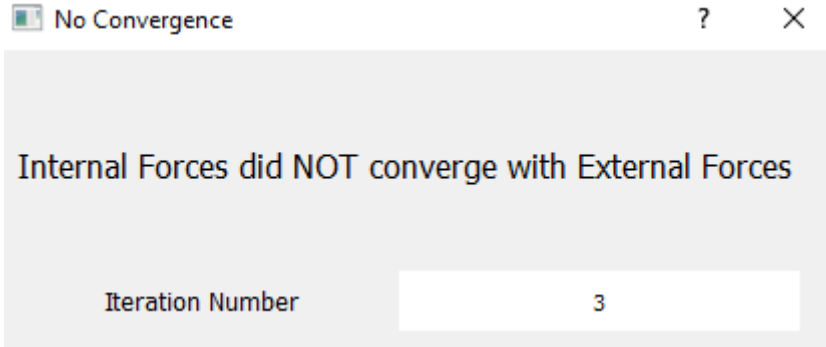 No Convergence ?
Internal Forces did NOT converge with External Forces
Iteration Number 3